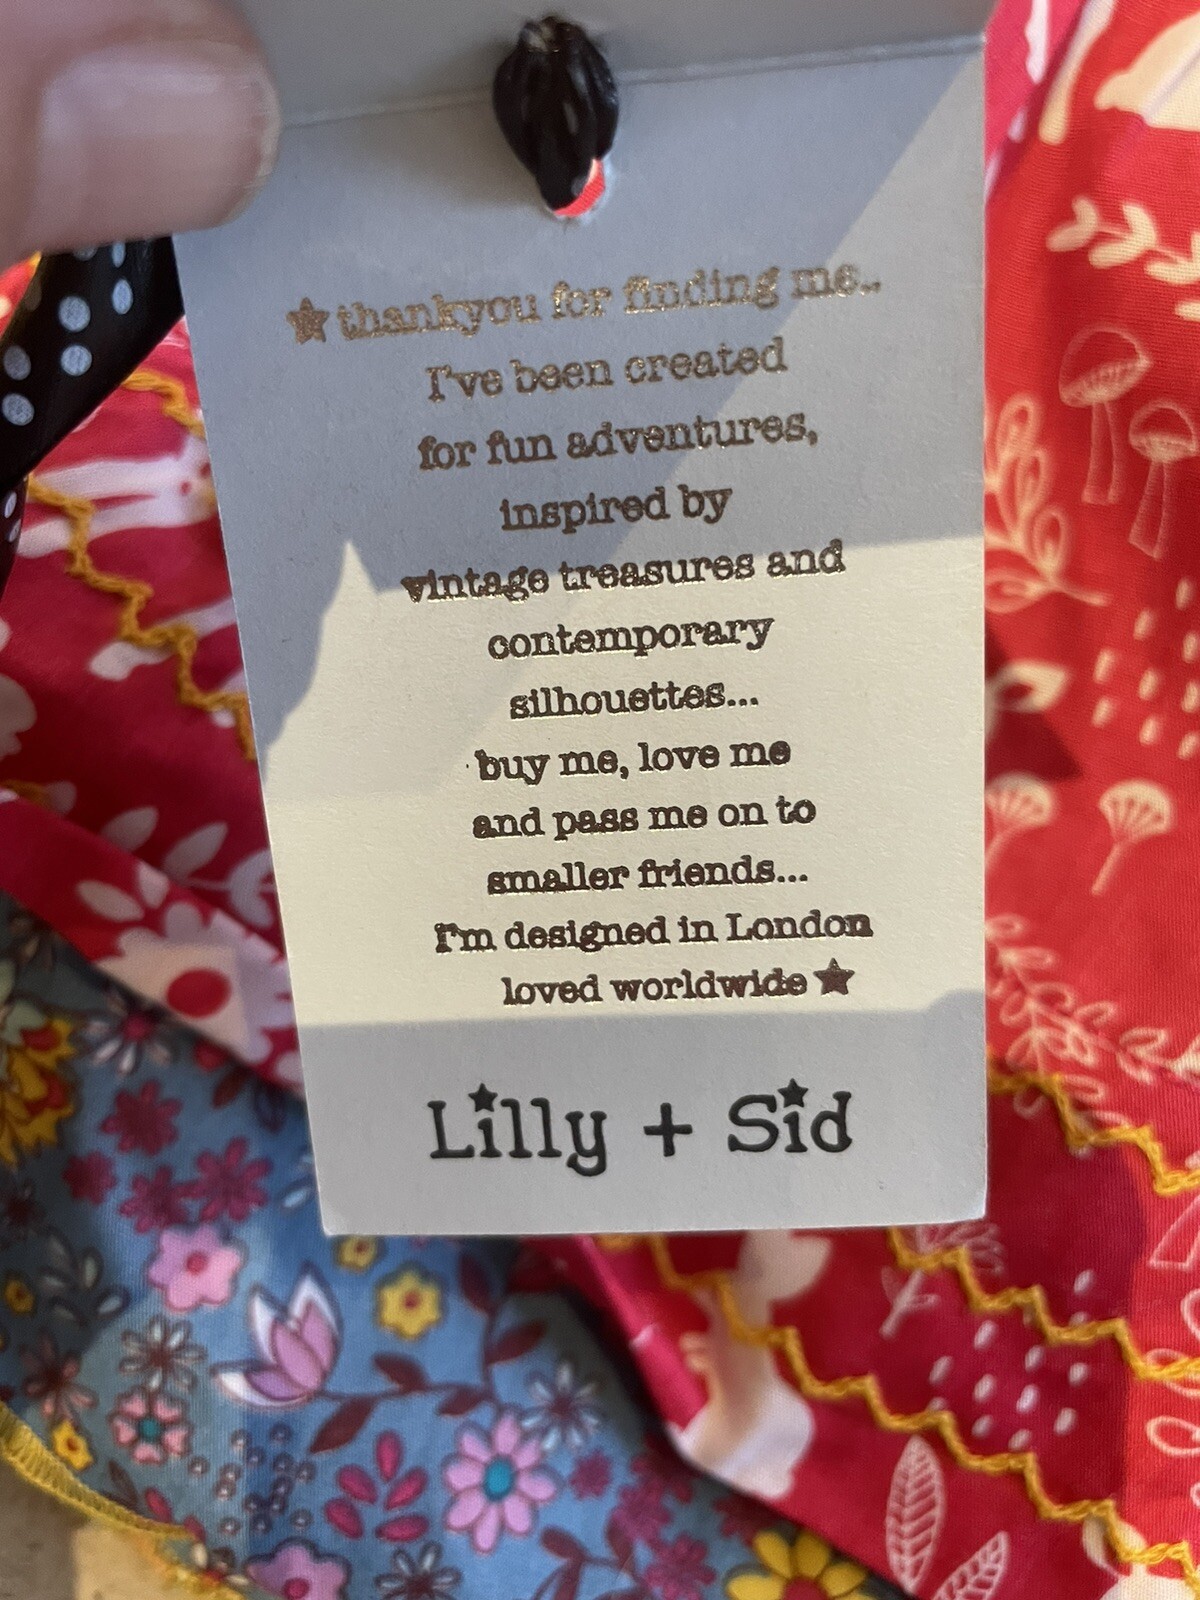 ★thankyou for finding me..
I've been created
for fun adventures,
inspired by
vintage treasures and
contemporary
silhouettes...
buy me, love me
and pass me on to
smaller friends...
I'm designed in London
loved worldwide★
Lilly + Sid